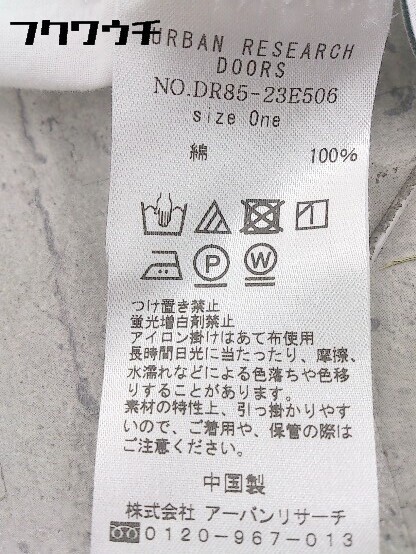 フクワウチ
URBAN RESEARCH
DOORS
NO.DR85-23E506
size One
綿 100%
P W
つけ置き禁止
蛍光増白剤禁止
アイロン掛けはあて布使用
長時間日光に当たったり、摩擦、
水濡れなどによる色落ちや色移
りすることがあります。
素材の特性上、引っ掛かりやす
いので、ご着用や、保管の際は
ご注意ください。
中国製
株式会社 アーバンリサーチ
0120-967-013